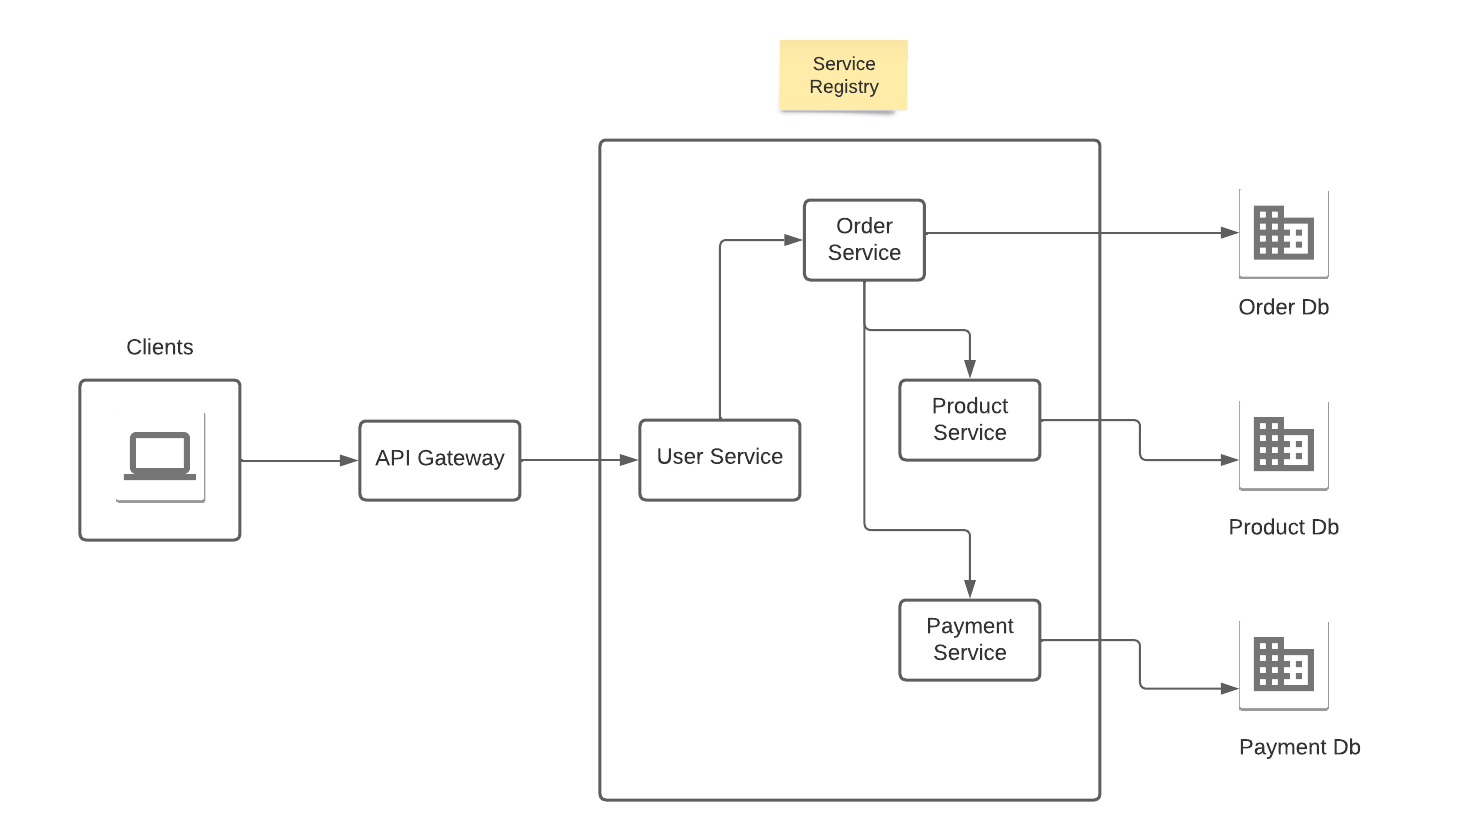 Service
Registry
Order
Service
Order Db
Clients
API Gateway
User Service
Product
Service
Product Db
Payment
Service
Payment Db